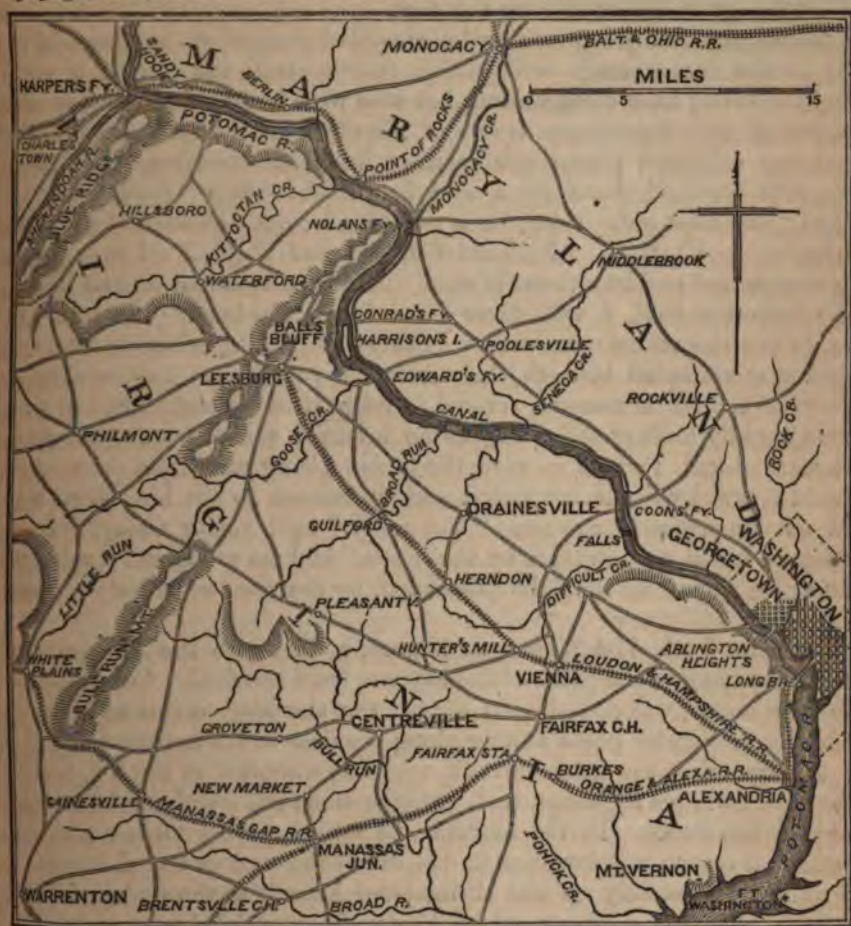 MONOCACY
BALT. & OHIO R.R.
SANDY HOOK
BERLIN
HARPERS FY.
MILES
0 5 15
POTOMAC R.
CHARLES TOWN
SHENANDOAH R.
BLUE RIDGE
POINT OF ROCKS
MONOCACY CR.
MARYLAND
HILLSBORO
KITTOCTAN CR.
NOLANS FY.
WATERFORD
MIDDLEBROOK
CONRAD'S FY.
BALLS BLUFF
HARRISONS I.
POOLESVILLE
LEESBURG
EDWARD'S FY.
SENECA CR.
ROCKVILLE
ROCK CR.
PHILMONT
GOOSE CR.
CANAL
BROAD RUN
VIRGINIA
GUILFORD
DRAINESVILLE
COONS' FY.
FALLS
GEORGETOWN
WASHINGTON
LITTLE RUN
HERNDON
DIFFICULT CR.
PLEASANT V.
WHITE PLAINS
BULL RUN MT.
HUNTER'S MILL
VIENNA
LOUDON & HAMPSHIRE R.R.
ARLINGTON HEIGHTS
LONG BR.
GROVETON
CENTREVILLE
FAIRFAX C.H.
BULL RUN
FAIRFAX STA.
BURKES
ORANGE & ALEXA. R.R.
ALEXANDRIA
GAINESVILLE
NEW MARKET
MANASSAS GAP R.R.
MANASSAS JUN.
POHICK CR.
MT. VERNON
POTOMAC R.
FT. WASHINGTON
WARRENTON
BRENTSVLLE C.H.
BROAD R.